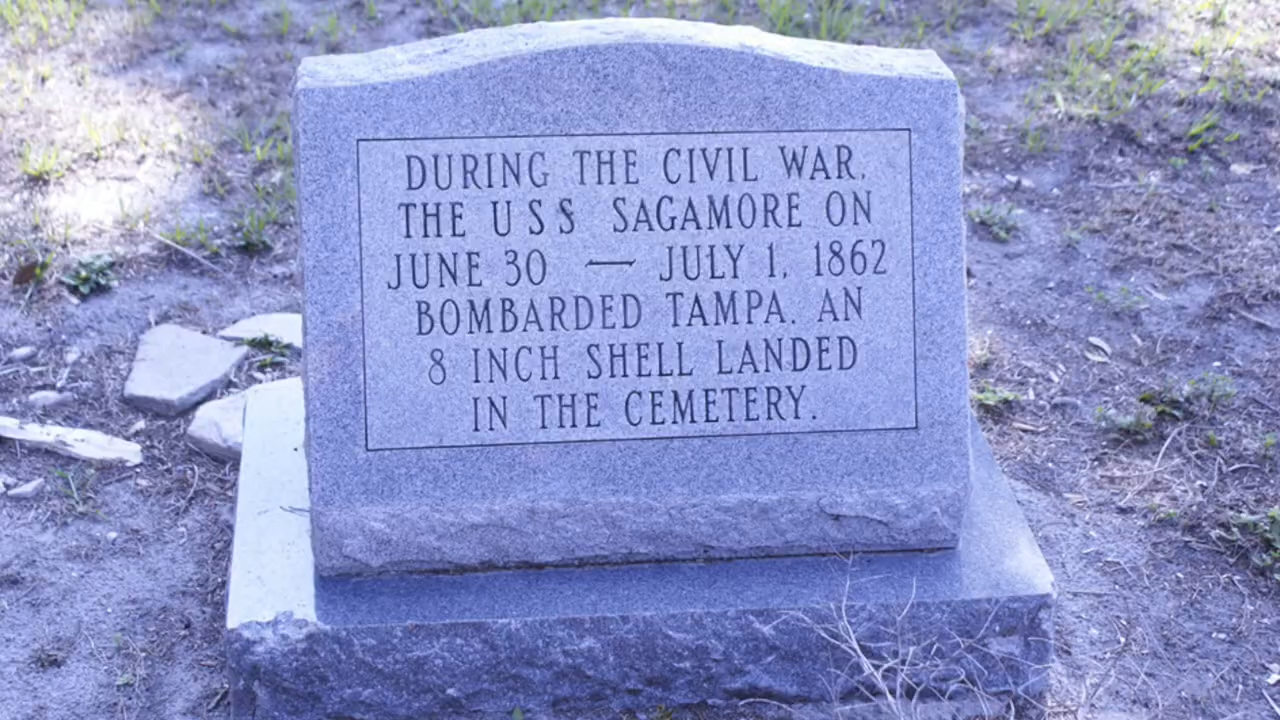 DURING THE CIVIL WAR,
THE USS SAGAMORE ON
JUNE 30 — JULY 1, 1862
BOMBARDED TAMPA. AN
8 INCH SHELL LANDED
IN THE CEMETERY.